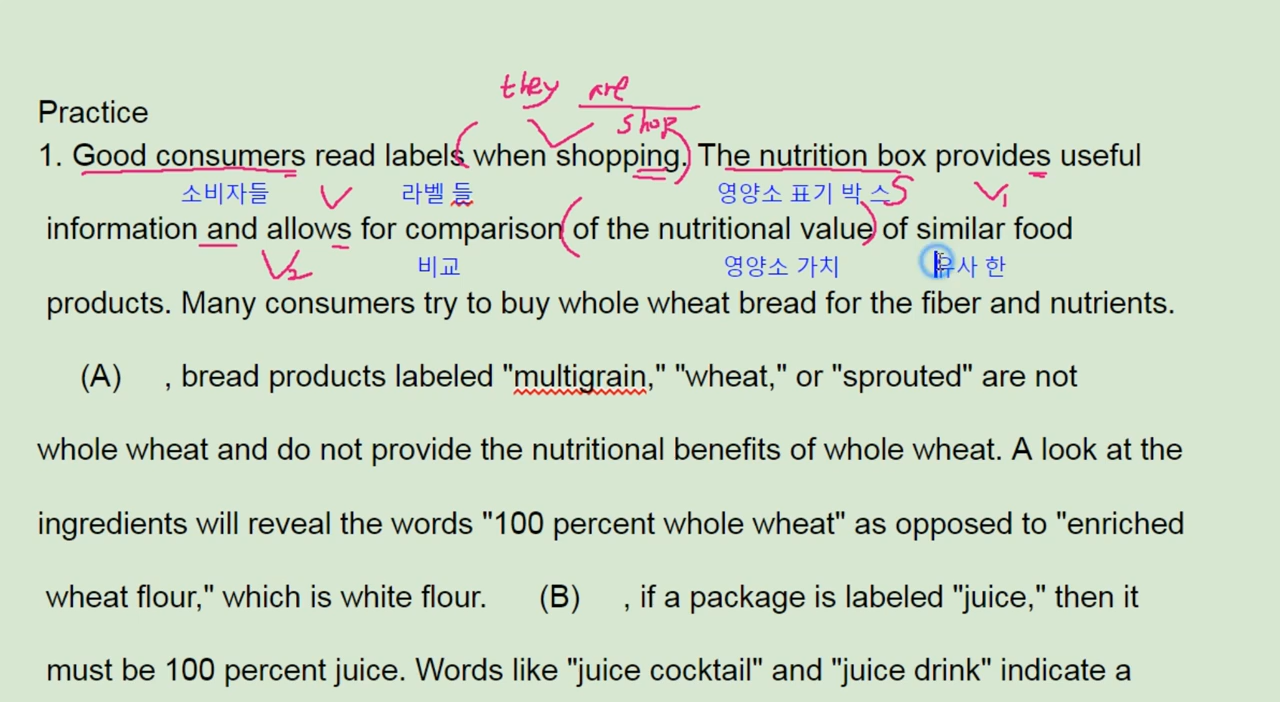 they are
Practice
shop
1. Good consumers read labels (when shopping.) The nutrition box provides useful
소비자들 V 라벨 들 영양소 표기 박 스 S V1
information and allows for comparison (of the nutritional value) of similar food
V2 비교 영양소 가치 유사 한
products. Many consumers try to buy whole wheat bread for the fiber and nutrients.
(A) , bread products labeled "multigrain," "wheat," or "sprouted" are not
whole wheat and do not provide the nutritional benefits of whole wheat. A look at the
ingredients will reveal the words "100 percent whole wheat" as opposed to "enriched
wheat flour," which is white flour. (B) , if a package is labeled "juice," then it
must be 100 percent juice. Words like "juice cocktail" and "juice drink" indicate a